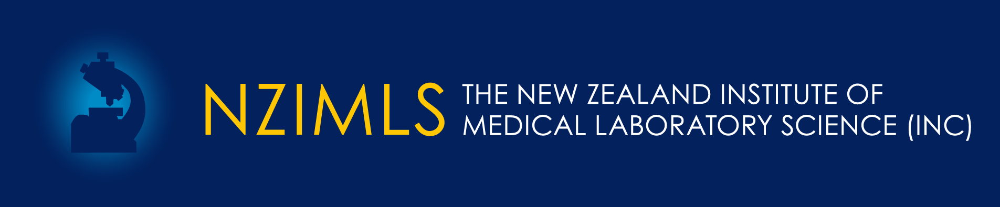 NZIMLS
THE NEW ZEALAND INSTITUTE OF
MEDICAL LABORATORY SCIENCE (INC)